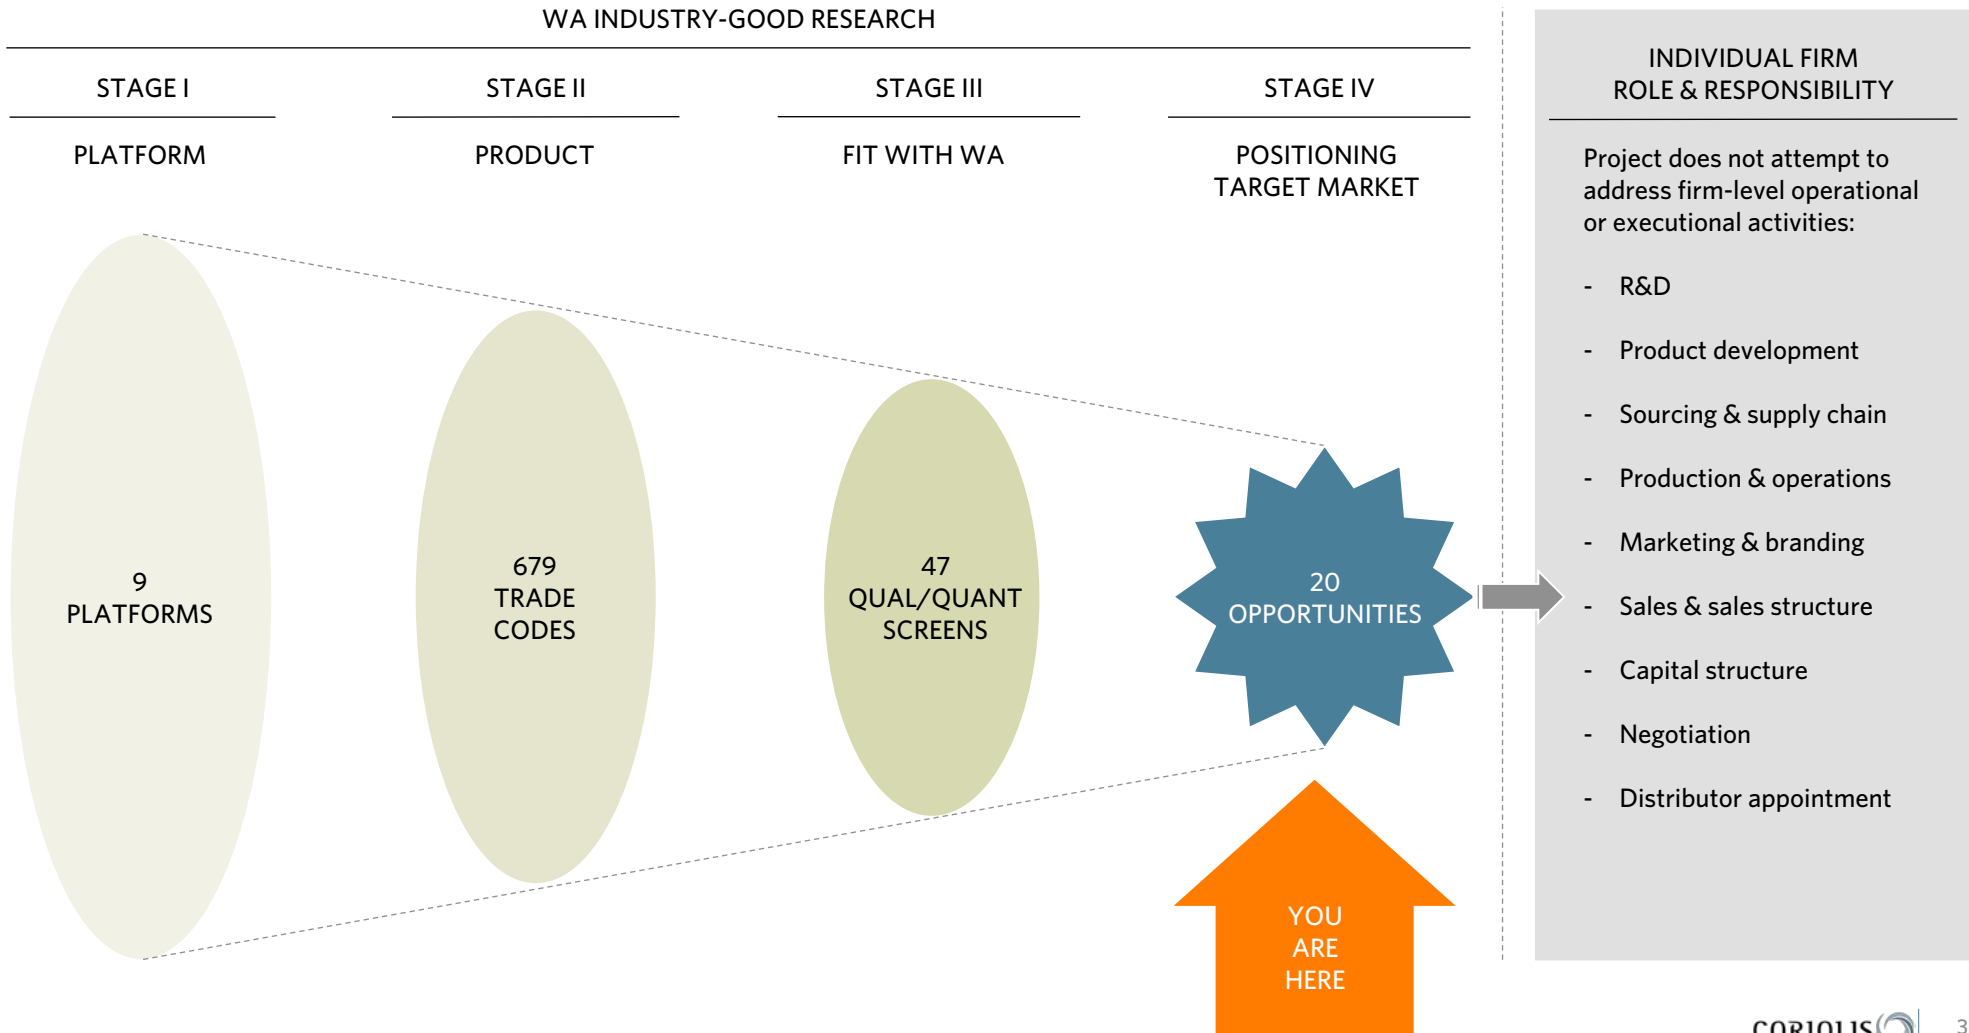 WA INDUSTRY-GOOD RESEARCH
STAGE I
PLATFORM
STAGE II
PRODUCT
STAGE III
FIT WITH WA
STAGE IV
POSITIONING
TARGET MARKET
9
PLATFORMS
679
TRADE
CODES
47
QUAL/QUANT
SCREENS
20
OPPORTUNITIES
YOU
ARE
HERE
INDIVIDUAL FIRM
ROLE & RESPONSIBILITY
Project does not attempt to
address firm-level operational
or executional activities:
- R&D
- Product development
- Sourcing & supply chain
- Production & operations
- Marketing & branding
- Sales & sales structure
- Capital structure
- Negotiation
- Distributor appointment
CORIOLIS
3